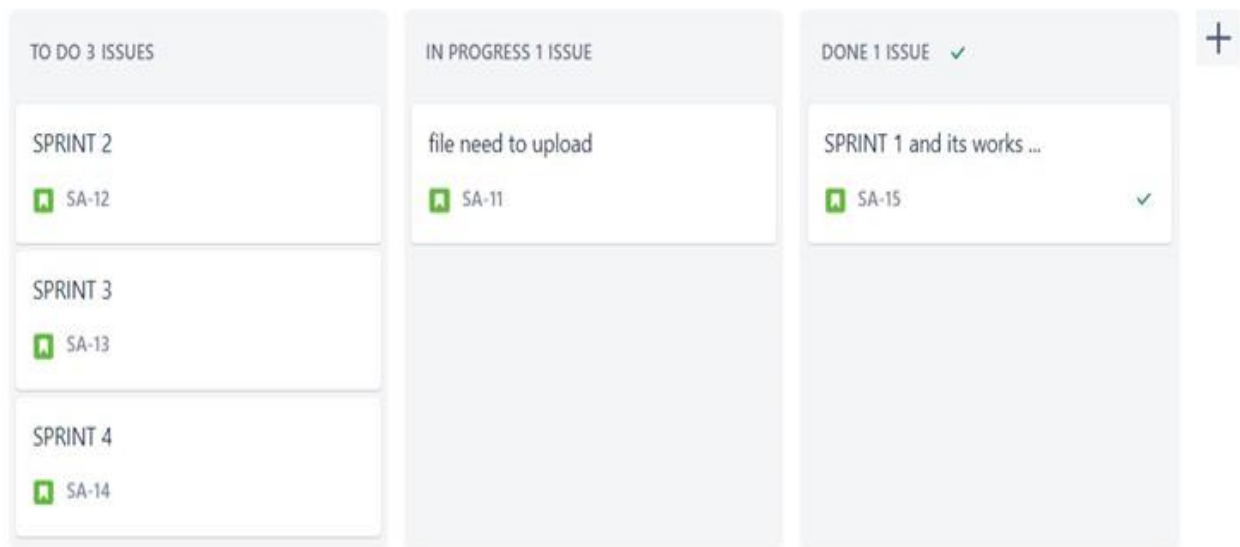 TO DO 3 ISSUES
SPRINT 2
SA-12
SPRINT 3
SA-13
SPRINT 4
SA-14
IN PROGRESS 1 ISSUE
file need to upload
SA-11
DONE 1 ISSUE
SPRINT 1 and its works ...
SA-15